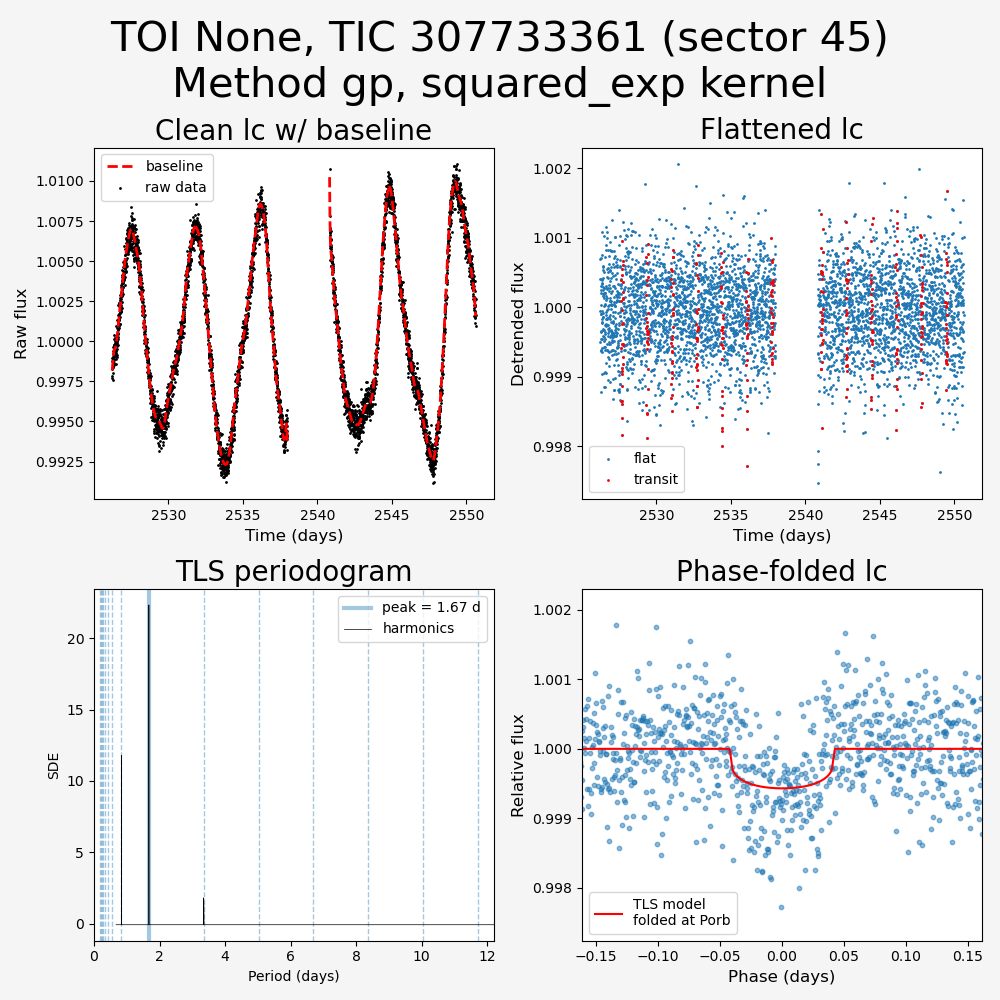 TOI None, TIC 307733361 (sector 45)
Method gp, squared_exp kernel
Clean lc w/ baseline
baseline
raw data
1.0100
1.0075
1.0050
1.0025
1.0000
0.9975
0.9950
0.9925
Raw flux
2530 2535 2540 2545 2550
Time (days)
Flattened lc
1.002
1.001
1.000
0.999
0.998
Detrended flux
flat
transit
2530 2535 2540 2545 2550
Time (days)
TLS periodogram
peak = 1.67 d
harmonics
20
15
10
5
0
SDE
0 2 4 6 8 10 12
Period (days)
Phase-folded lc
1.002
1.001
1.000
0.999
0.998
Relative flux
TLS model
folded at Porb
−0.15 −0.10 −0.05 0.00 0.05 0.10 0.15
Phase (days)